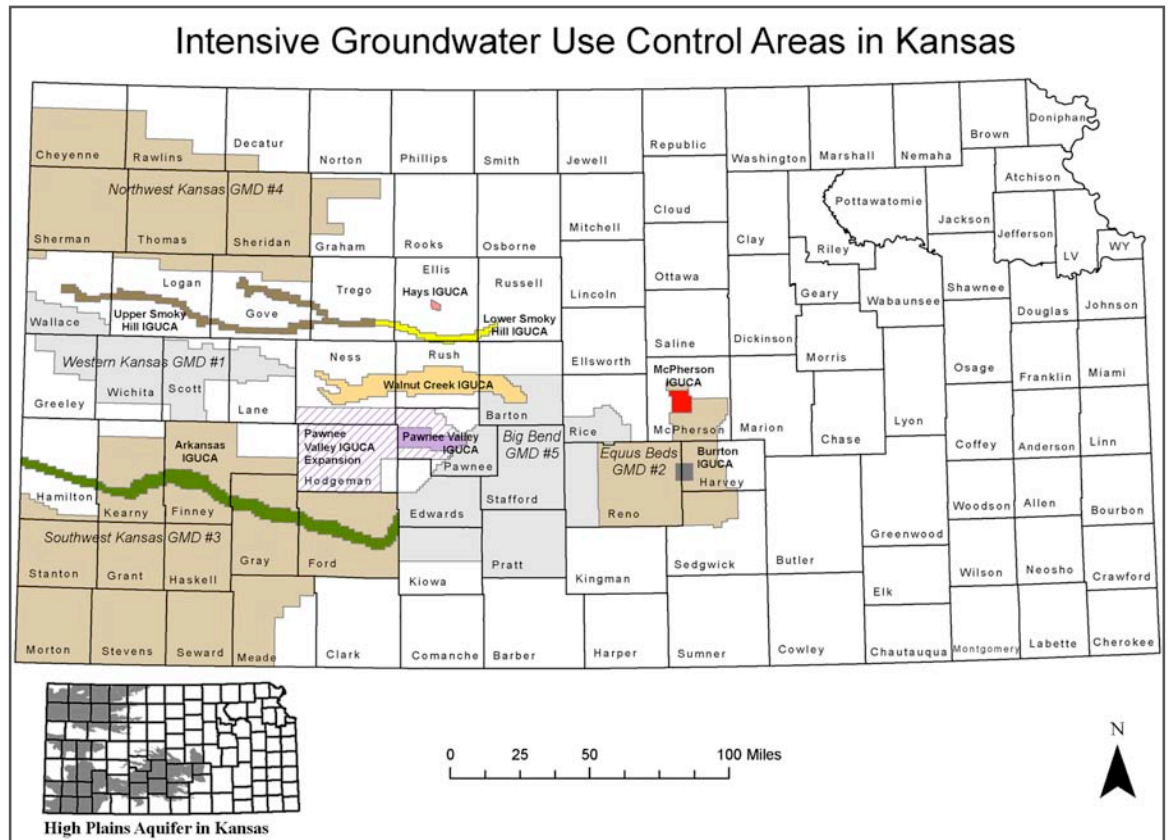 Intensive Groundwater Use Control Areas in Kansas
Cheyenne
Rawlins
Decatur
Norton
Phillips
Smith
Jewell
Republic
Washington
Marshall
Nemaha
Brown
Doniphan
Northwest Kansas GMD #4
Atchison
Sherman
Thomas
Sheridan
Graham
Rooks
Osborne
Mitchell
Cloud
Clay
Riley
Pottawatomie
Jackson
Jefferson
LV
WY
Wallace
Logan
Upper Smoky
Hill IGUCA
Gove
Trego
Ellis
Hays IGUCA
Russell
Lower Smoky
Hill IGUCA
Lincoln
Ottawa
Saline
Dickinson
Geary
Wabaunsee
Shawnee
Douglas
Johnson
Western Kansas GMD #1
Greeley
Wichita
Scott
Lane
Ness
Rush
Walnut Creek IGUCA
Barton
Ellsworth
McPherson
IGUCA
McPherson
Marion
Morris
Chase
Lyon
Osage
Franklin
Miami
Hamilton
Kearny
Arkansas
IGUCA
Finney
Pawnee
Valley IGUCA
Expansion
Hodgeman
Pawnee Valley
IGUCA
Pawnee
Big Bend
GMD #5
Rice
Stafford
Edwards
Equus Beds
GMD #2
Reno
Burrton
IGUCA
Harvey
Coffey
Anderson
Linn
Southwest Kansas GMD #3
Stanton
Grant
Haskell
Gray
Ford
Kiowa
Pratt
Kingman
Sedgwick
Butler
Greenwood
Woodson
Allen
Bourbon
Elk
Wilson
Neosho
Crawford
Morton
Stevens
Seward
Meade
Clark
Comanche
Barber
Harper
Sumner
Cowley
Chautauqua
Montgomery
Labette
Cherokee
High Plains Aquifer in Kansas
0 25 50 100 Miles
N